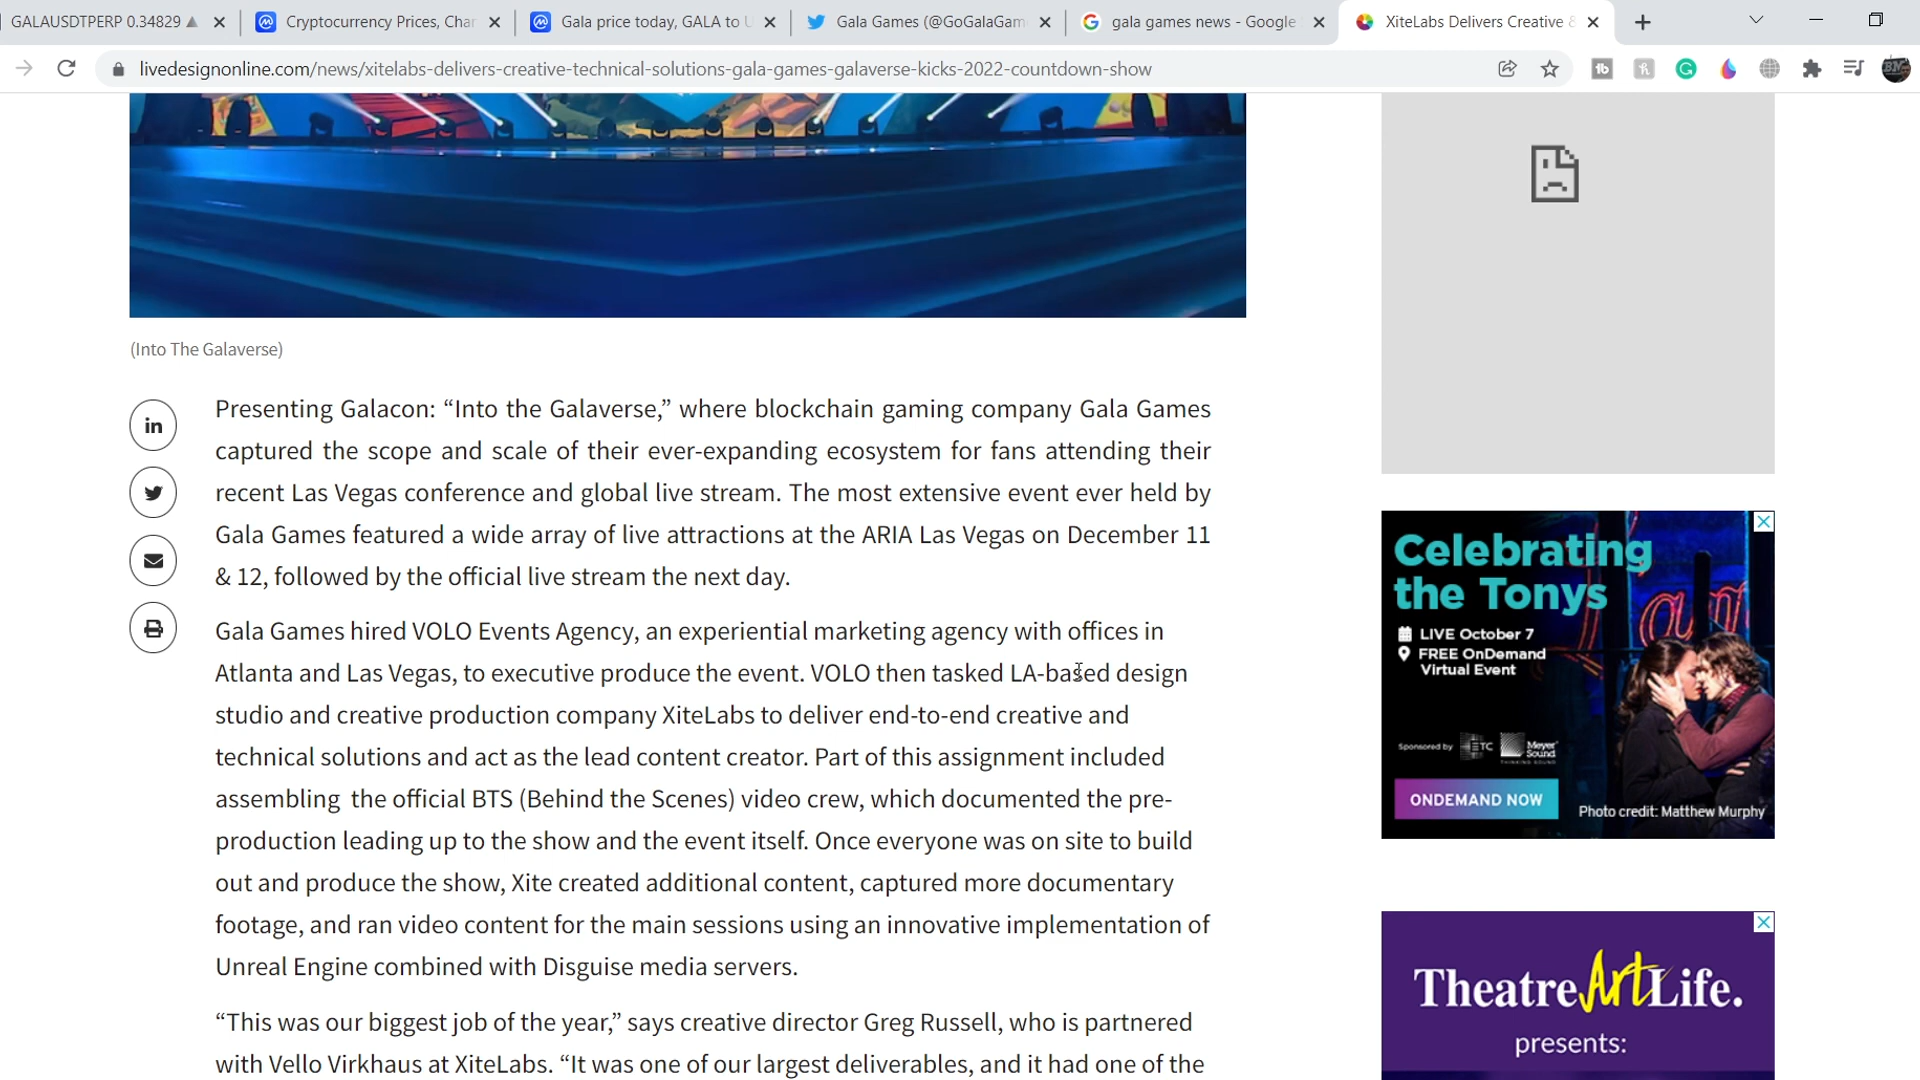 GALAUSDTPERP 0.34829
Cryptocurrency Prices, Char
Gala price today, GALA to U
Gala Games (@GoGalaGam
gala games news - Google
XiteLabs Delivers Creative &
livedesignonline.com/news/xitelabs-delivers-creative-technical-solutions-gala-games-galaverse-kicks-2022-countdown-show
(Into The Galaverse)
Presenting Galacon: “Into the Galaverse,” where blockchain gaming company Gala Games
captured the scope and scale of their ever-expanding ecosystem for fans attending their
recent Las Vegas conference and global live stream. The most extensive event ever held by
Gala Games featured a wide array of live attractions at the ARIA Las Vegas on December 11
& 12, followed by the official live stream the next day.
Gala Games hired VOLO Events Agency, an experiential marketing agency with offices in
Atlanta and Las Vegas, to executive produce the event. VOLO then tasked LA-based design
studio and creative production company XiteLabs to deliver end-to-end creative and
technical solutions and act as the lead content creator. Part of this assignment included
assembling the official BTS (Behind the Scenes) video crew, which documented the pre-
production leading up to the show and the event itself. Once everyone was on site to build
out and produce the show, Xite created additional content, captured more documentary
footage, and ran video content for the main sessions using an innovative implementation of
Unreal Engine combined with Disguise media servers.
“This was our biggest job of the year,” says creative director Greg Russell, who is partnered
with Vello Virkhaus at XiteLabs. “It was one of our largest deliverables, and it had one of the
in
Celebrating
the Tonys
LIVE October 7
FREE OnDemand
Virtual Event
Sponsored by ETC Meyer Sound
ONDEMAND NOW
Photo credit: Matthew Murphy
TheatreArtLife.
presents: